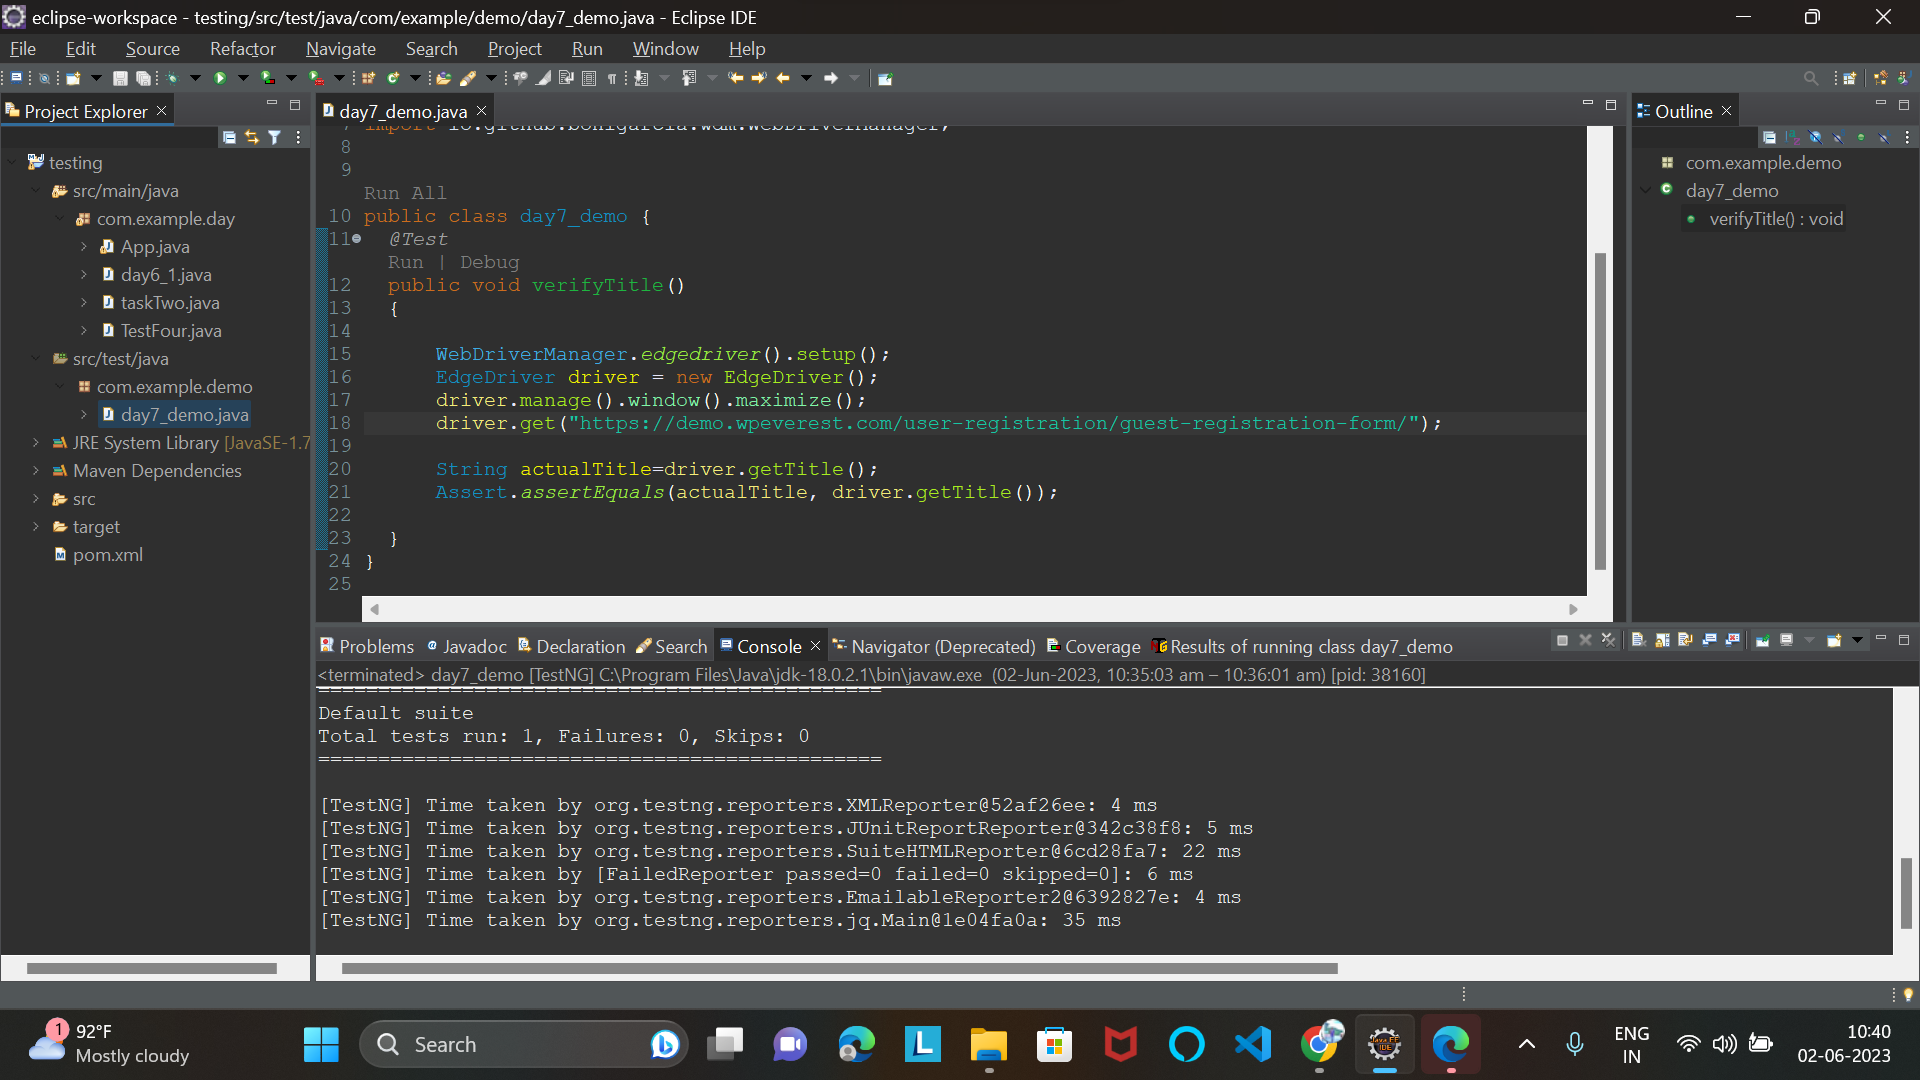 eclipse-workspace - testing/src/test/java/com/example/demo/day7_demo.java - Eclipse IDE
File Edit Source Refactor Navigate Search Project Run Window Help
Project Explorer
testing
src/main/java
com.example.day
App.java
day6_1.java
taskTwo.java
TestFour.java
src/test/java
com.example.demo
day7_demo.java
JRE System Library [JavaSE-1.7
Maven Dependencies
src
target
pom.xml
day7_demo.java
7 import io.github.bonigarcia.wdm.WebDriverManager;
8
9
Run All
10 public class day7_demo {
11 @Test
Run | Debug
12 public void verifyTitle()
13 {
14
15 WebDriverManager.edgedriver().setup();
16 EdgeDriver driver = new EdgeDriver();
17 driver.manage().window().maximize();
18 driver.get("https://demo.wpeverest.com/user-registration/guest-registration-form/");
19
20 String actualTitle=driver.getTitle();
21 Assert.assertEquals(actualTitle, driver.getTitle());
22
23 }
24 }
25
Outline
com.example.demo
day7_demo
verifyTitle() : void
Problems Javadoc Declaration Search Console Navigator (Deprecated) Coverage Results of running class day7_demo
<terminated> day7_demo [TestNG] C:\Program Files\Java\jdk-18.0.2.1\bin\javaw.exe (02-Jun-2023, 10:35:03 am – 10:36:01 am) [pid: 38160]
===============================================
Default suite
Total tests run: 1, Failures: 0, Skips: 0
===============================================
[TestNG] Time taken by org.testng.reporters.XMLReporter@52af26ee: 4 ms
[TestNG] Time taken by org.testng.reporters.JUnitReportReporter@342c38f8: 5 ms
[TestNG] Time taken by org.testng.reporters.SuiteHTMLReporter@6cd28fa7: 22 ms
[TestNG] Time taken by [FailedReporter passed=0 failed=0 skipped=0]: 6 ms
[TestNG] Time taken by org.testng.reporters.EmailableReporter2@6392827e: 4 ms
[TestNG] Time taken by org.testng.reporters.jq.Main@1e04fa0a: 35 ms
1
92°F
Mostly cloudy
Search
L
ENG
IN
10:40
02-06-2023